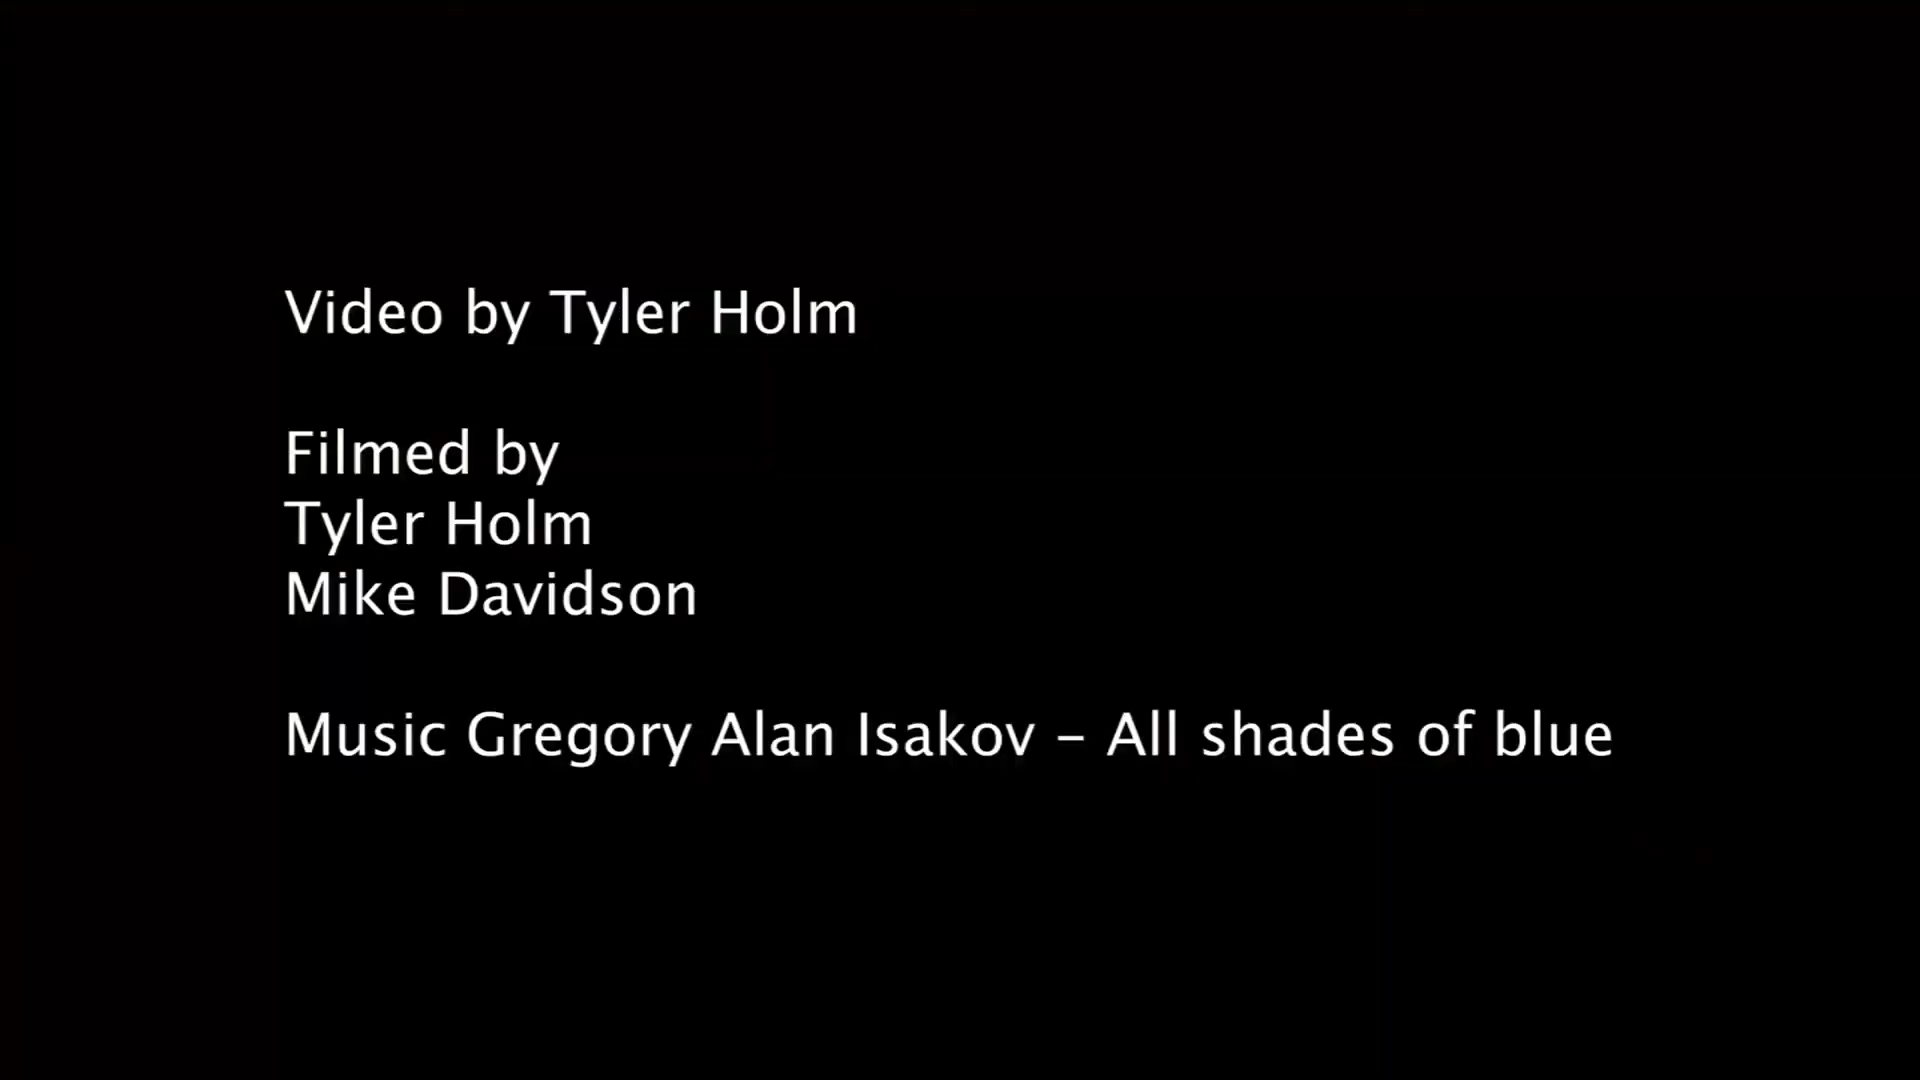 Video by Tyler Holm
Filmed by
Tyler Holm
Mike Davidson
Music Gregory Alan Isakov - All shades of blue